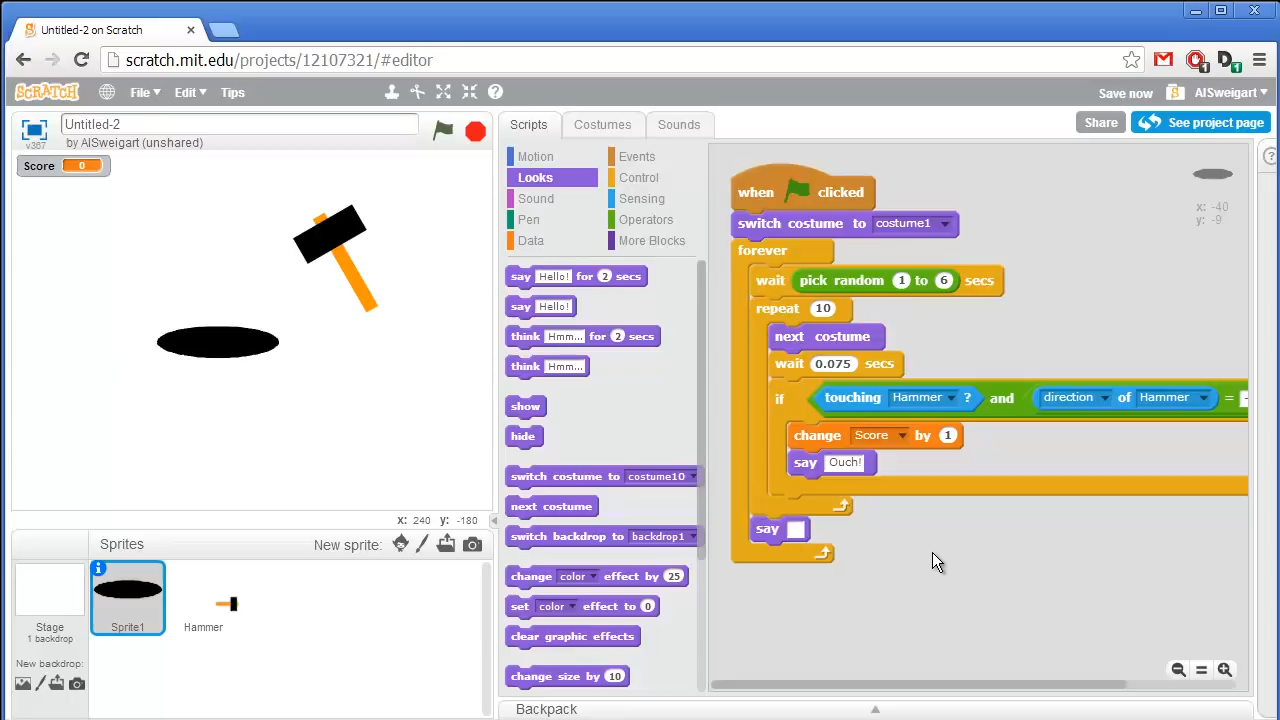 Untitled-2 on Scratch
scratch.mit.edu/projects/12107321/#editor
SCRATCH
File
Edit
Tips
Save now
AlSweigart
Untitled-2
by AlSweigart (unshared)
v367
Scripts
Costumes
Sounds
Share
See project page
Score 0
Motion
Looks
Sound
Pen
Data
Events
Control
Sensing
Operators
More Blocks
say Hello! for 2 secs
say Hello!
think Hmm... for 2 secs
think Hmm...
show
hide
switch costume to costume10
next costume
switch backdrop to backdrop1
change color effect by 25
set color effect to 0
clear graphic effects
change size by 10
when clicked
switch costume to costume1
forever
wait pick random 1 to 6 secs
repeat 10
next costume
wait 0.075 secs
if touching Hammer ? and direction of Hammer = -
change Score by 1
say Ouch!
say
x: -40
y: -9
x: 240 y: -180
Sprites
New sprite:
Stage
1 backdrop
New backdrop:
Sprite1
Hammer
Backpack